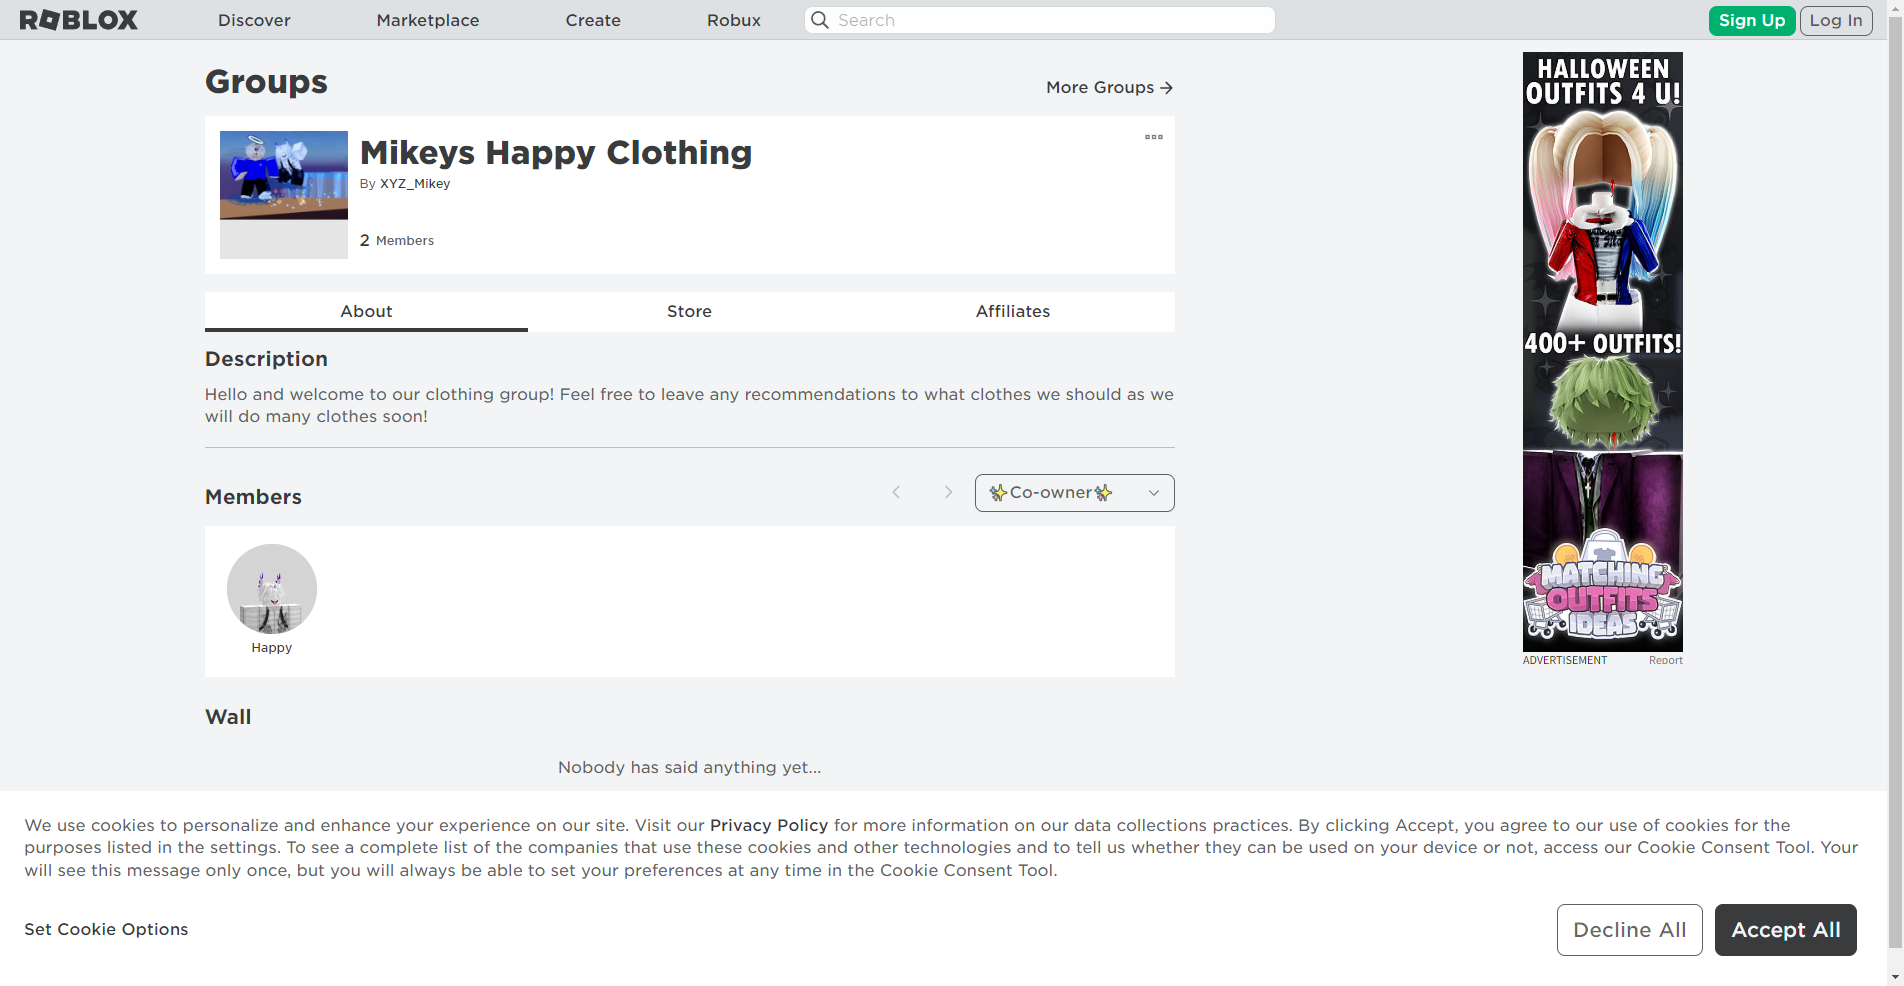 ROBLOX
Discover
Marketplace
Create
Robux
Search
Sign Up
Log In
Groups
More Groups
Mikeys Happy Clothing
By XYZ_Mikey
2 Members
About
Store
Affiliates
Description
Hello and welcome to our clothing group! Feel free to leave any recommendations to what clothes we should as we
will do many clothes soon!
Members
✨Co-owner✨
Happy
Wall
Nobody has said anything yet...
HALLOWEEN
OUTFITS 4 U!
400+ OUTFITS!
MATCHING
OUTFITS
IDEAS
ADVERTISEMENT
Report
We use cookies to personalize and enhance your experience on our site. Visit our Privacy Policy for more information on our data collections practices. By clicking Accept, you agree to our use of cookies for the
purposes listed in the settings. To see a complete list of the companies that use these cookies and other technologies and to tell us whether they can be used on your device or not, access our Cookie Consent Tool. Your
will see this message only once, but you will always be able to set your preferences at any time in the Cookie Consent Tool.
Set Cookie Options
Decline All
Accept All